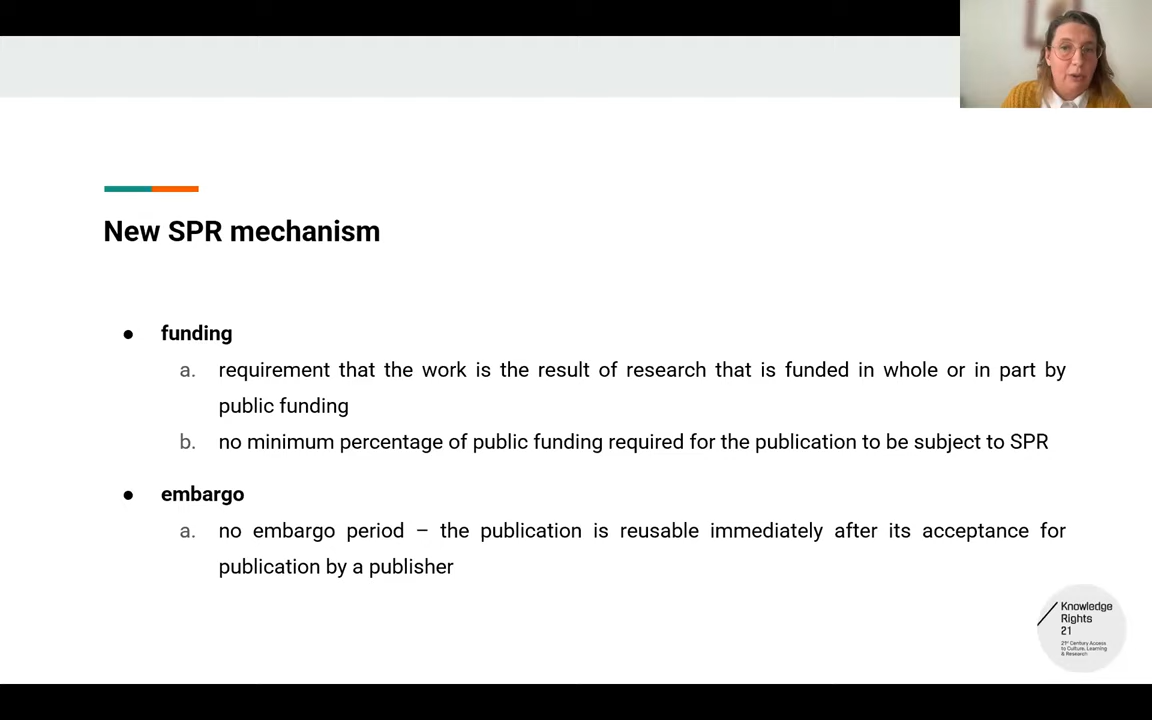 New SPR mechanism
● funding
a. requirement that the work is the result of research that is funded in whole or in part by
public funding
b. no minimum percentage of public funding required for the publication to be subject to SPR
● embargo
a. no embargo period – the publication is reusable immediately after its acceptance for
publication by a publisher
Knowledge
Rights
21
21st Century Access
to Culture, Learning
& Research